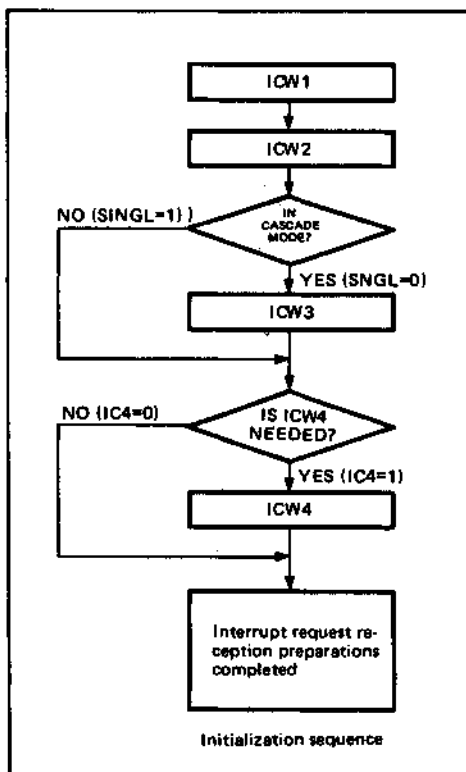 ICW1
ICW2
NO (SINGL=1))
IN
CASCADE
MODE?
YES (SNGL=0)
ICW3
NO (IC4=0)
IS ICW4
NEEDED?
YES (IC4=1)
ICW4
Interrupt request re-
ception preparations
completed
Initialization sequence